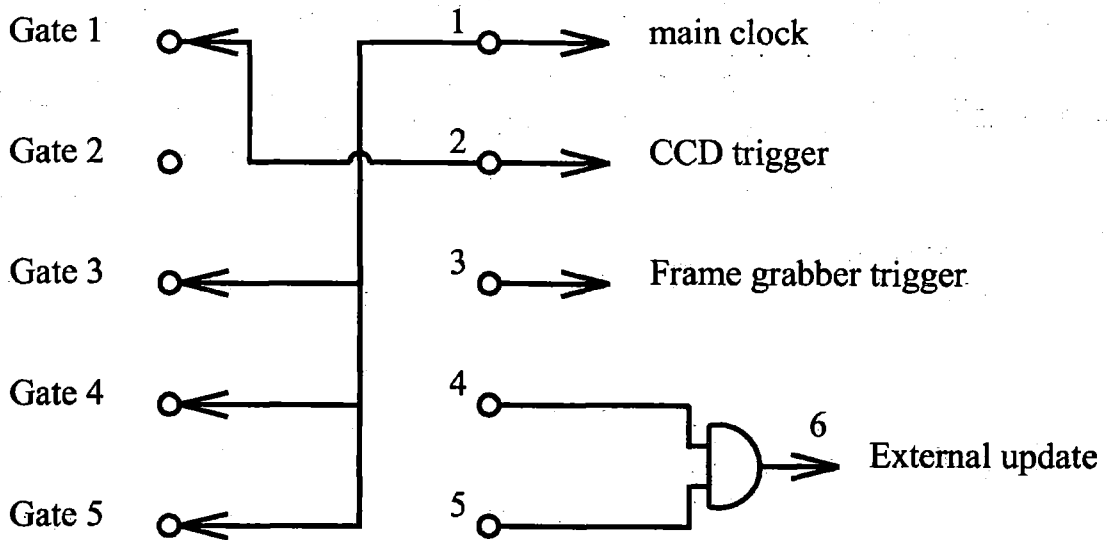 Gate 1
1
main clock
Gate 2
2
CCD trigger
Gate 3
3
Frame grabber trigger
Gate 4
4
6
External update
Gate 5
5